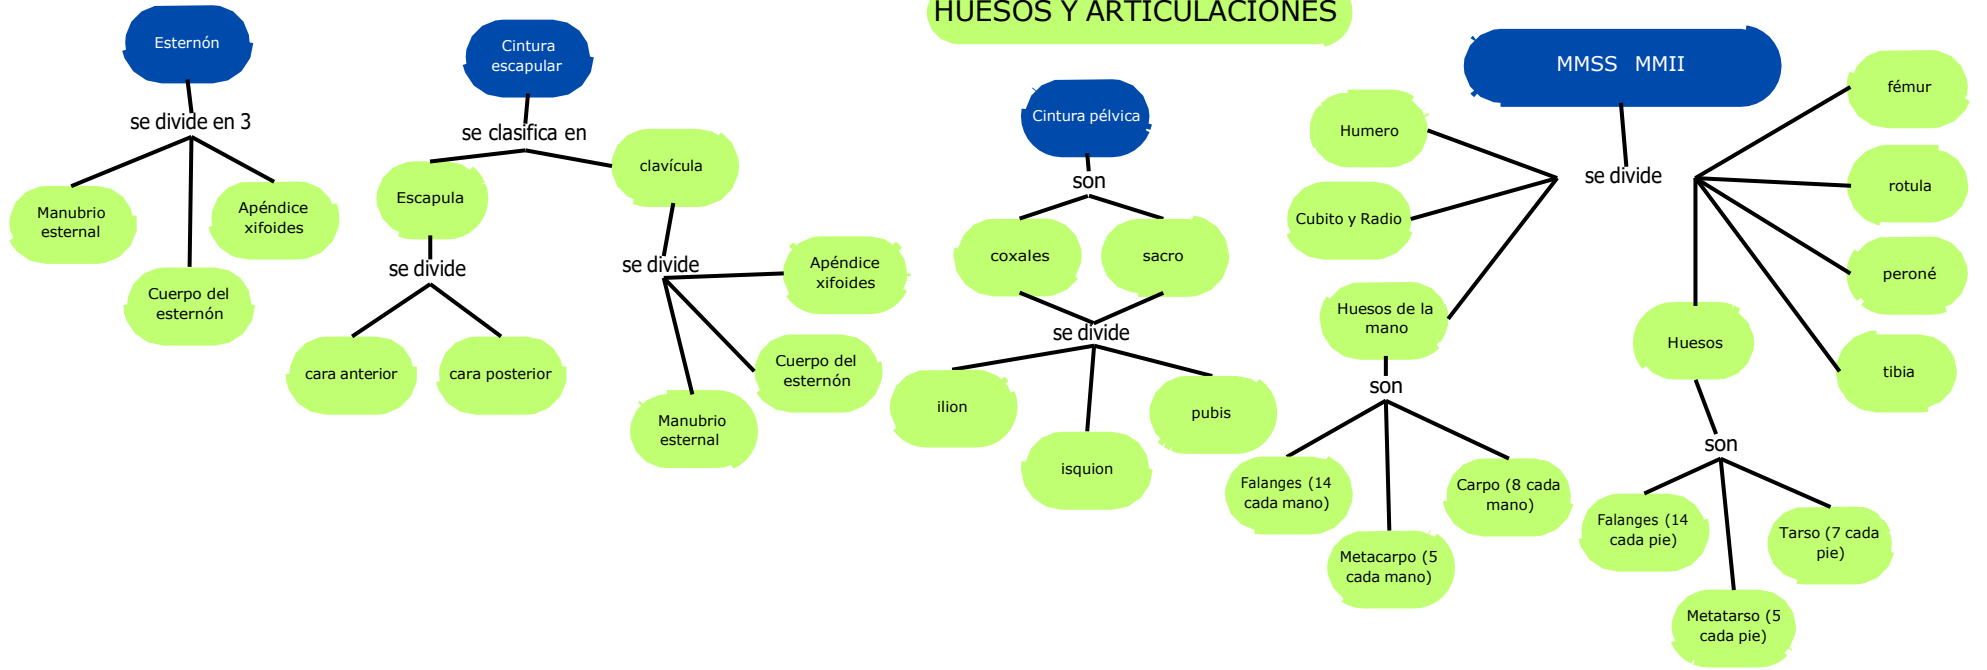 HUESOS Y ARTICULACIONES
Esternón
se divide en 3
Manubrio
esternal
Cuerpo del
esternón
Apéndice
xifoides
Cintura
escapular
se clasifica en
Escapula
se divide
cara anterior
cara posterior
clavícula
se divide
Apéndice
xifoides
Cuerpo del
esternón
Manubrio
esternal
Cintura pélvica
son
coxales
sacro
se divide
ilion
isquion
pubis
MMSS MMII
se divide
Humero
Cubito y Radio
Huesos de la
mano
son
Falanges (14
cada mano)
Metacarpo (5
cada mano)
Carpo (8 cada
mano)
fémur
rotula
peroné
tibia
Huesos
son
Falanges (14
cada pie)
Metatarso (5
cada pie)
Tarso (7 cada
pie)